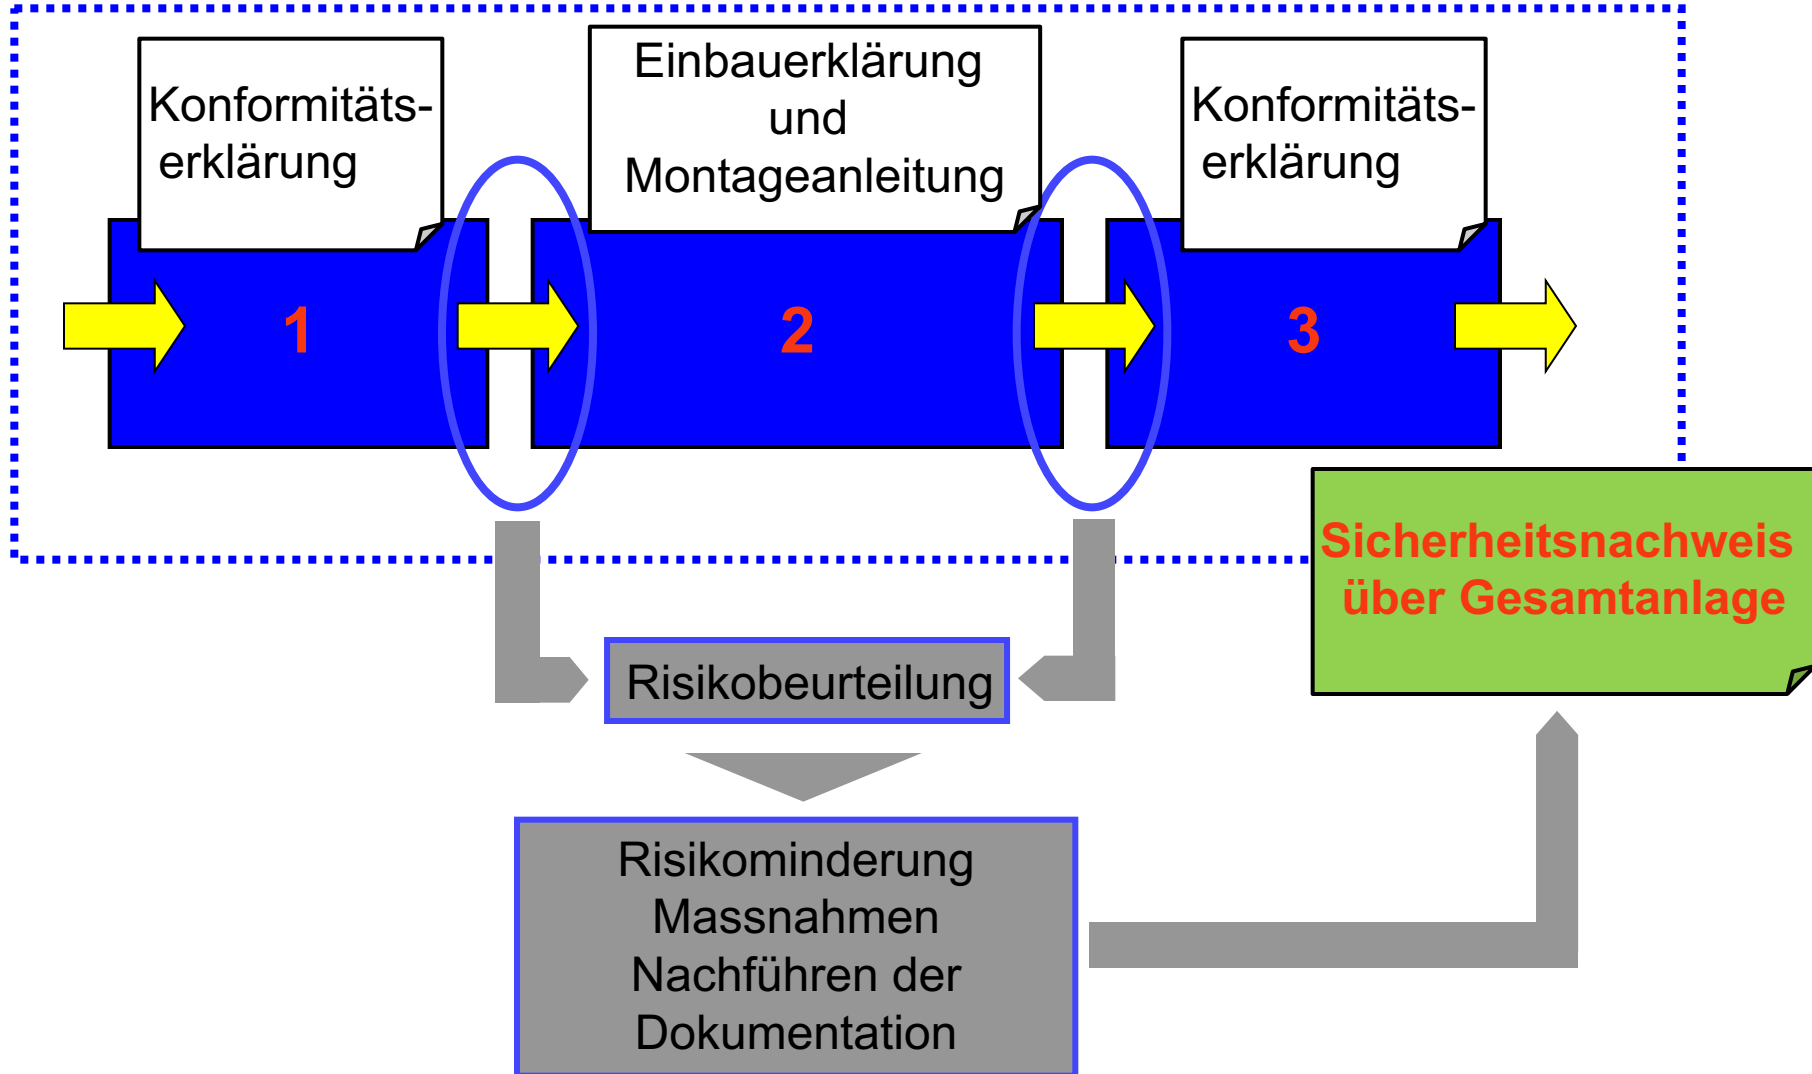 Konformitäts-
erklärung
Einbauerklärung
und
Montageanleitung
Konformitäts-
erklärung
1
2
3
Sicherheitsnachweis
über Gesamtanlage
Risikobeurteilung
Risikominderung
Massnahmen
Nachführen der
Dokumentation